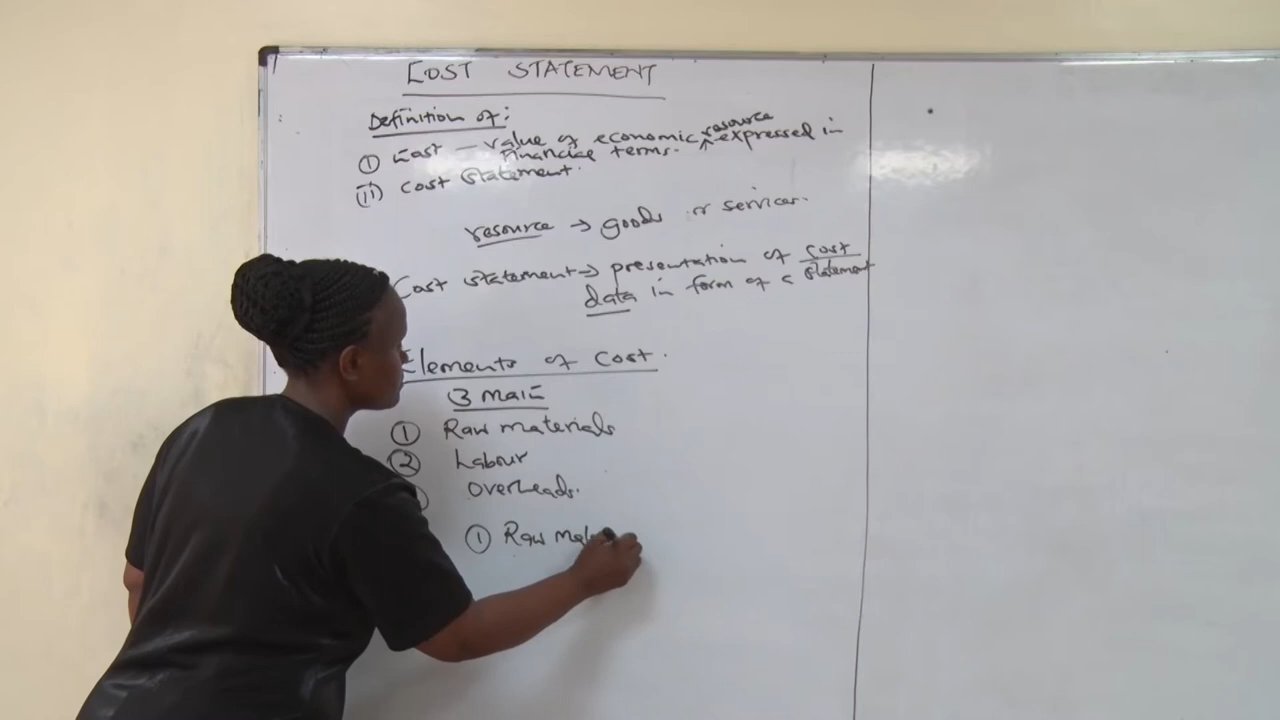 COST STATEMENT
Definition of:
(i) Cost — value of economic resource expressed in
Financial terms.
(ii) Cost Statement.
resource → goods or services.
Cost statement → presentation of cost
data in form of a statement
Elements of Cost.
3 main
① Raw materials
② Labour
Overheads.
① Raw mate